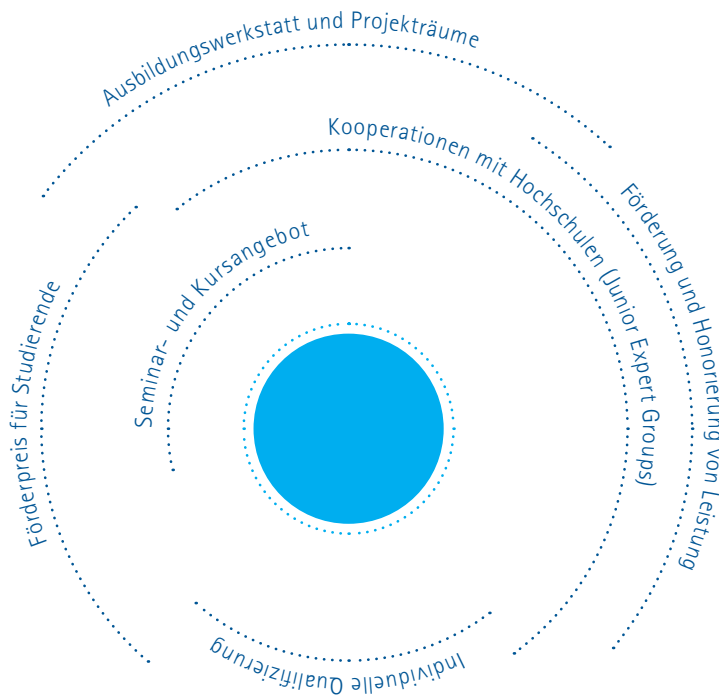 Ausbildungswerkstatt und Projekträume
Kooperationen mit Hochschulen (Junior Expert Groups)
Förderung und Honorierung von Leistung
Seminar- und Kursangebot
Förderpreis für Studierende
Individuelle Qualifizierung